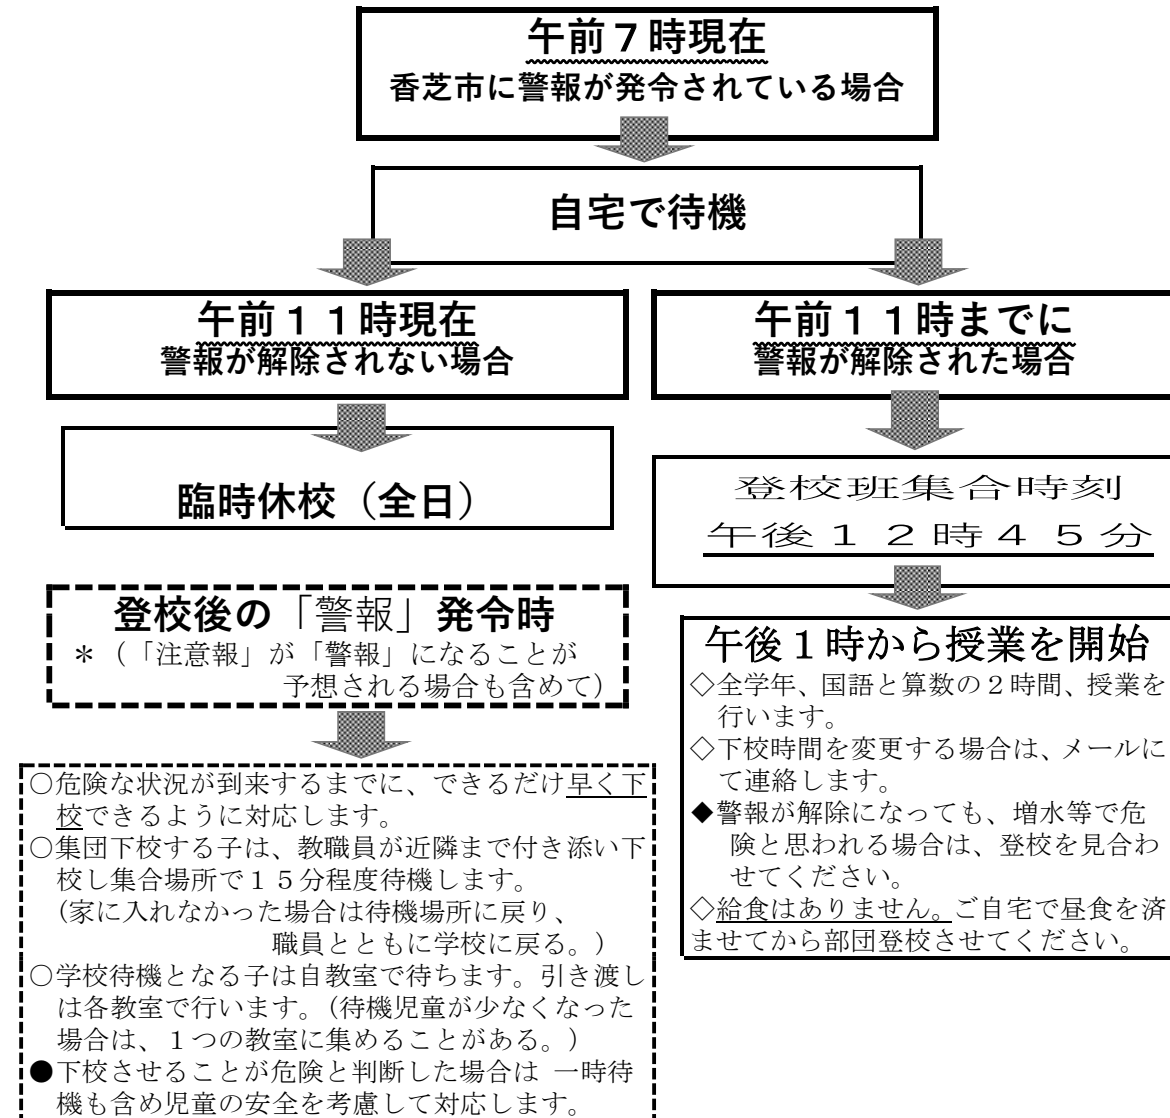 午前７時現在
香芝市に警報が発令されている場合
自宅で待機
午前１１時現在
警報が解除されない場合
臨時休校（全日）
午前１１時までに
警報が解除された場合
登校班集合時刻
午後１２時４５分
午後１時から授業を開始
◇全学年、国語と算数の２時間、授業を
行います。
◇下校時間を変更する場合は、メールに
て連絡します。
◆警報が解除になっても、増水等で危
険と思われる場合は、登校を見合わ
せてください。
◇給食はありません。ご自宅で昼食を済
ませてから部団登校させてください。
登校後の「警報」発令時
＊（「注意報」が「警報」になることが
予想される場合も含めて）
○危険な状況が到来するまでに、できるだけ早く下
校できるように対応します。
○集団下校する子は、教職員が近隣まで付き添い下
校し集合場所で１５分程度待機します。
（家に入れなかった場合は待機場所に戻り、
職員とともに学校に戻る。）
○学校待機となる子は自教室で待ちます。引き渡し
は各教室で行います。（待機児童が少なくなった
場合は、１つの教室に集めることがある。）
●下校させることが危険と判断した場合は 一時待
機も含め児童の安全を考慮して対応します。